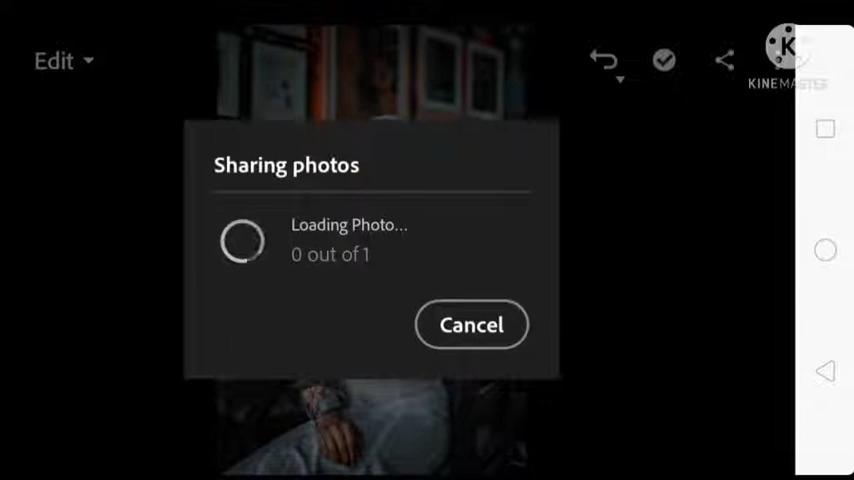 Edit
K
KINEMASTER
Sharing photos
Loading Photo...
0 out of 1
Cancel